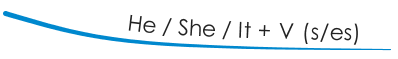 He / She / It + V (s/es)